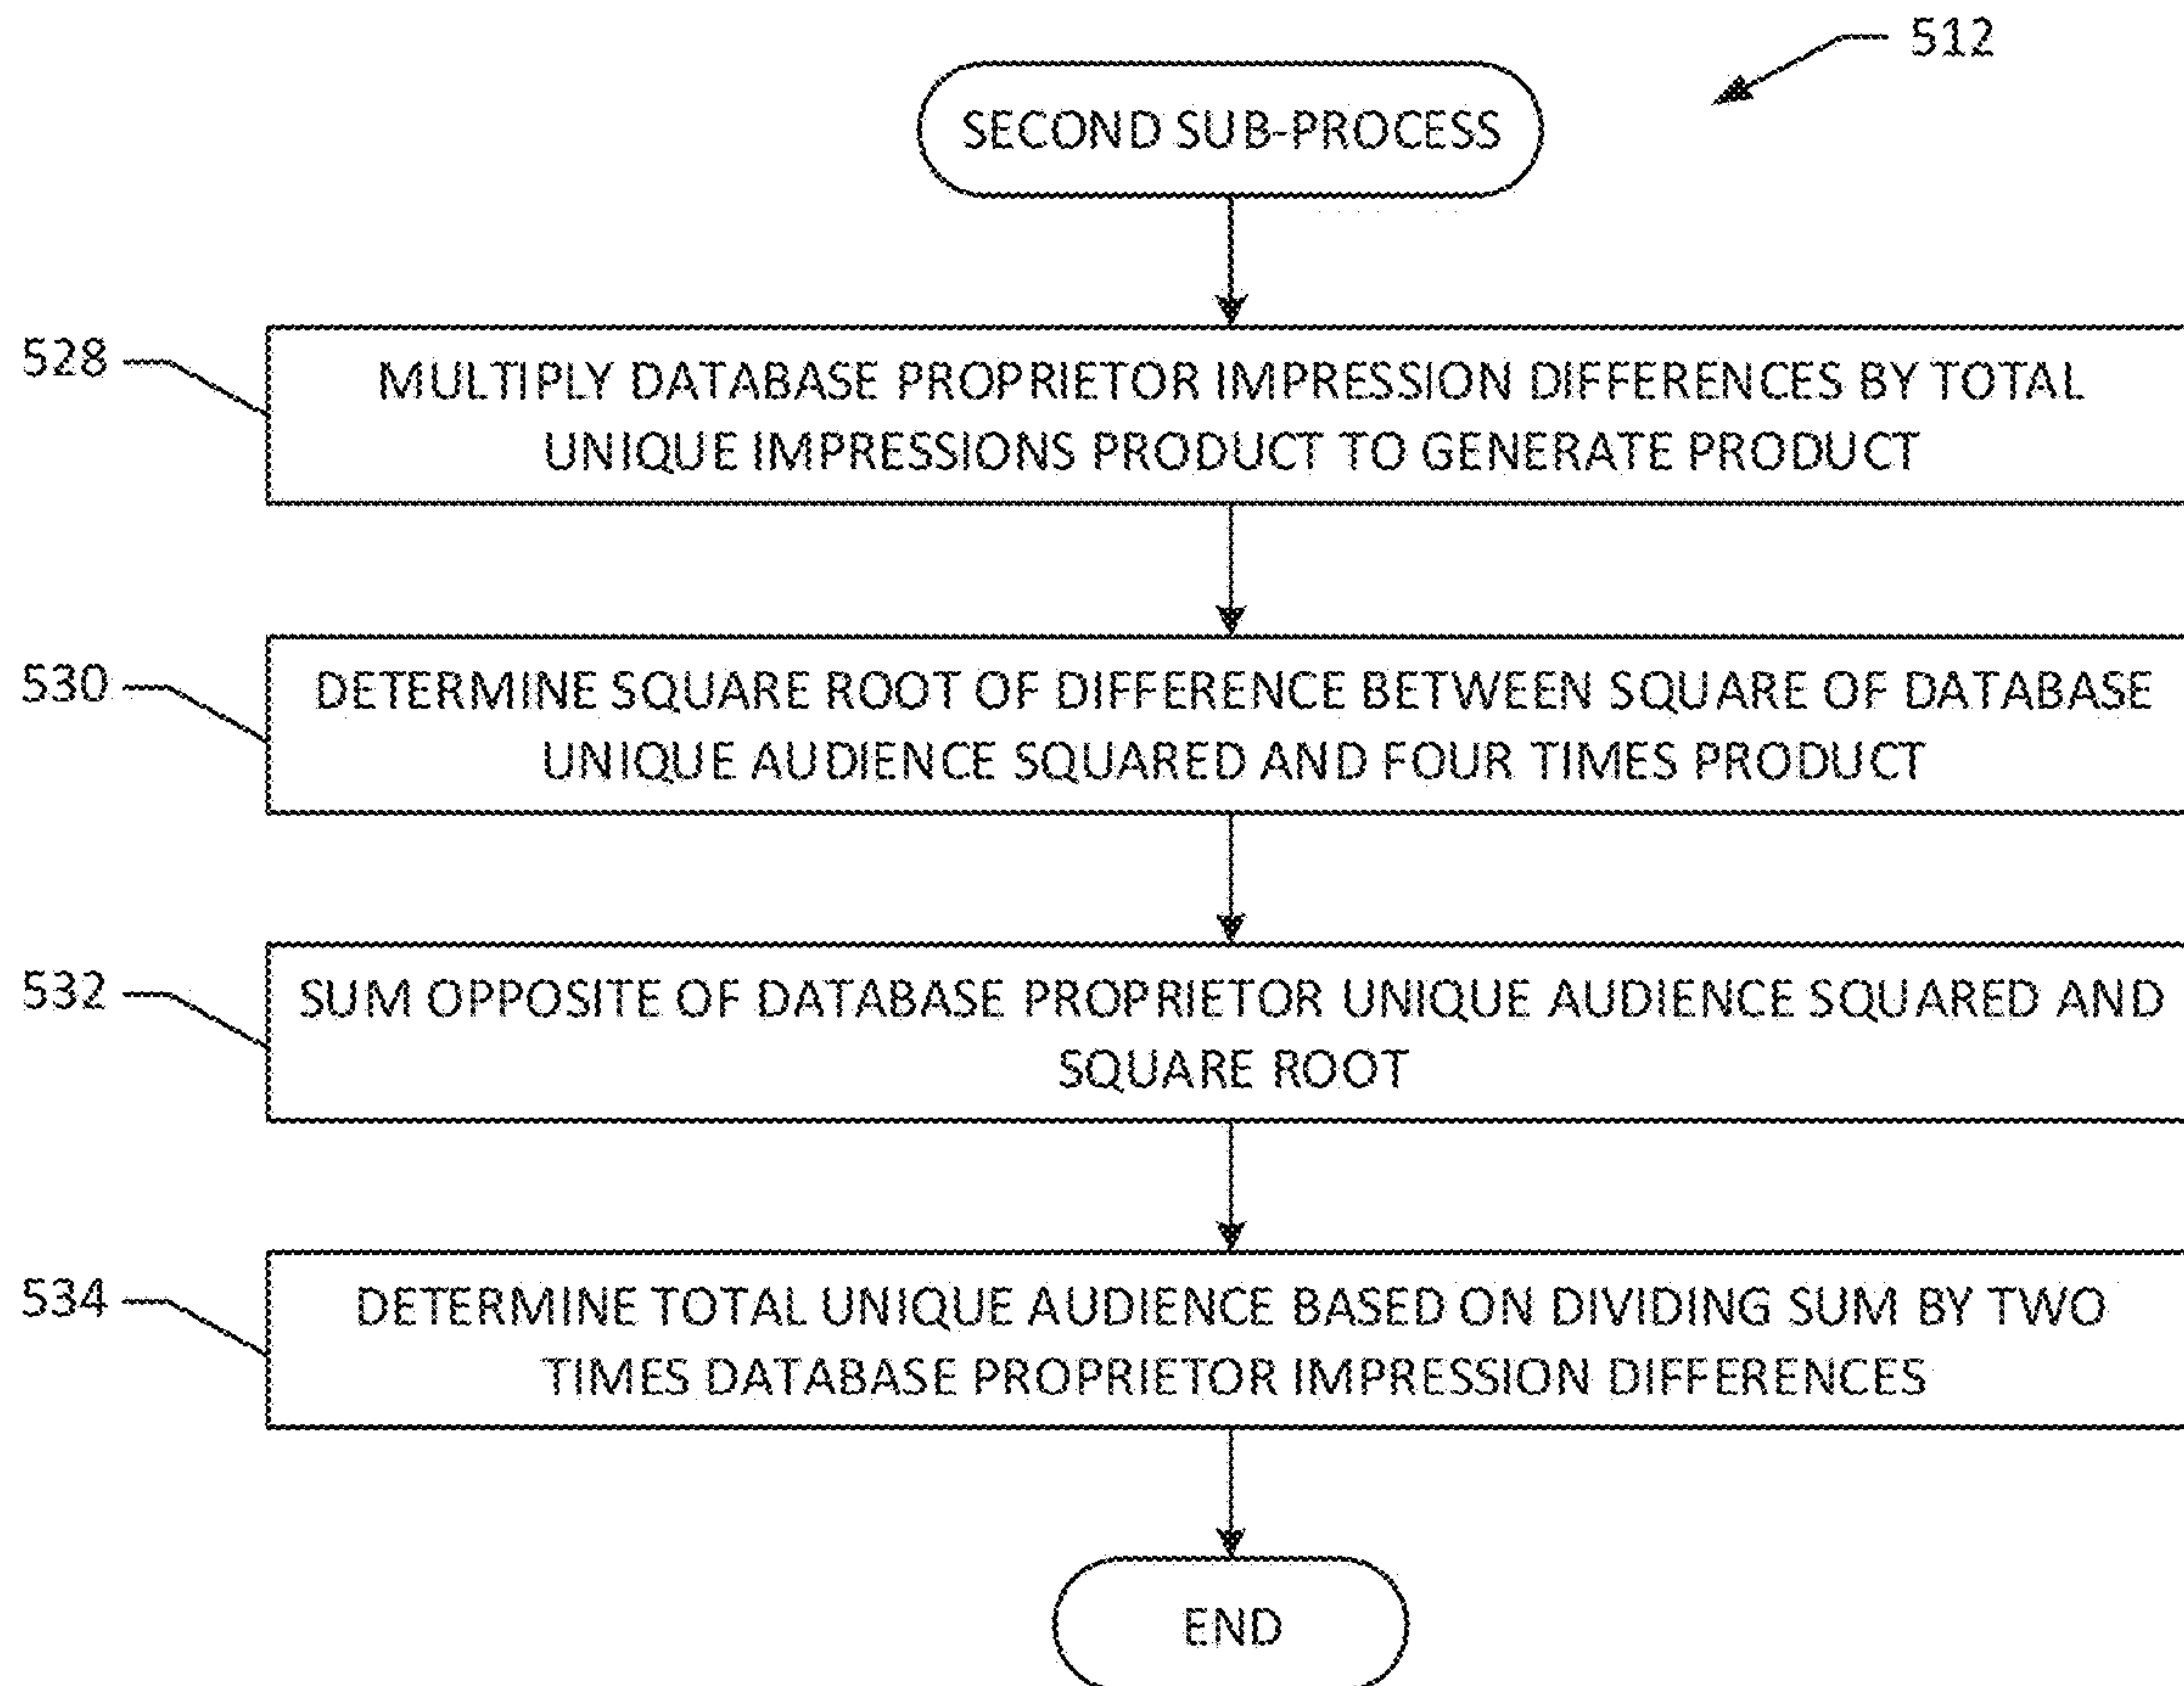 512
SECOND SUB-PROCESS
528
MULTIPLY DATABASE PROPRIETOR IMPRESSION DIFFERENCES BY TOTAL
UNIQUE IMPRESSIONS PRODUCT TO GENERATE PRODUCT
530
DETERMINE SQUARE ROOT OF DIFFERENCE BETWEEN SQUARE OF DATABASE
UNIQUE AUDIENCE SQUARED AND FOUR TIMES PRODUCT
532
SUM OPPOSITE OF DATABASE PROPRIETOR UNIQUE AUDIENCE SQUARED AND
SQUARE ROOT
534
DETERMINE TOTAL UNIQUE AUDIENCE BASED ON DIVIDING SUM BY TWO
TIMES DATABASE PROPRIETOR IMPRESSION DIFFERENCES
END